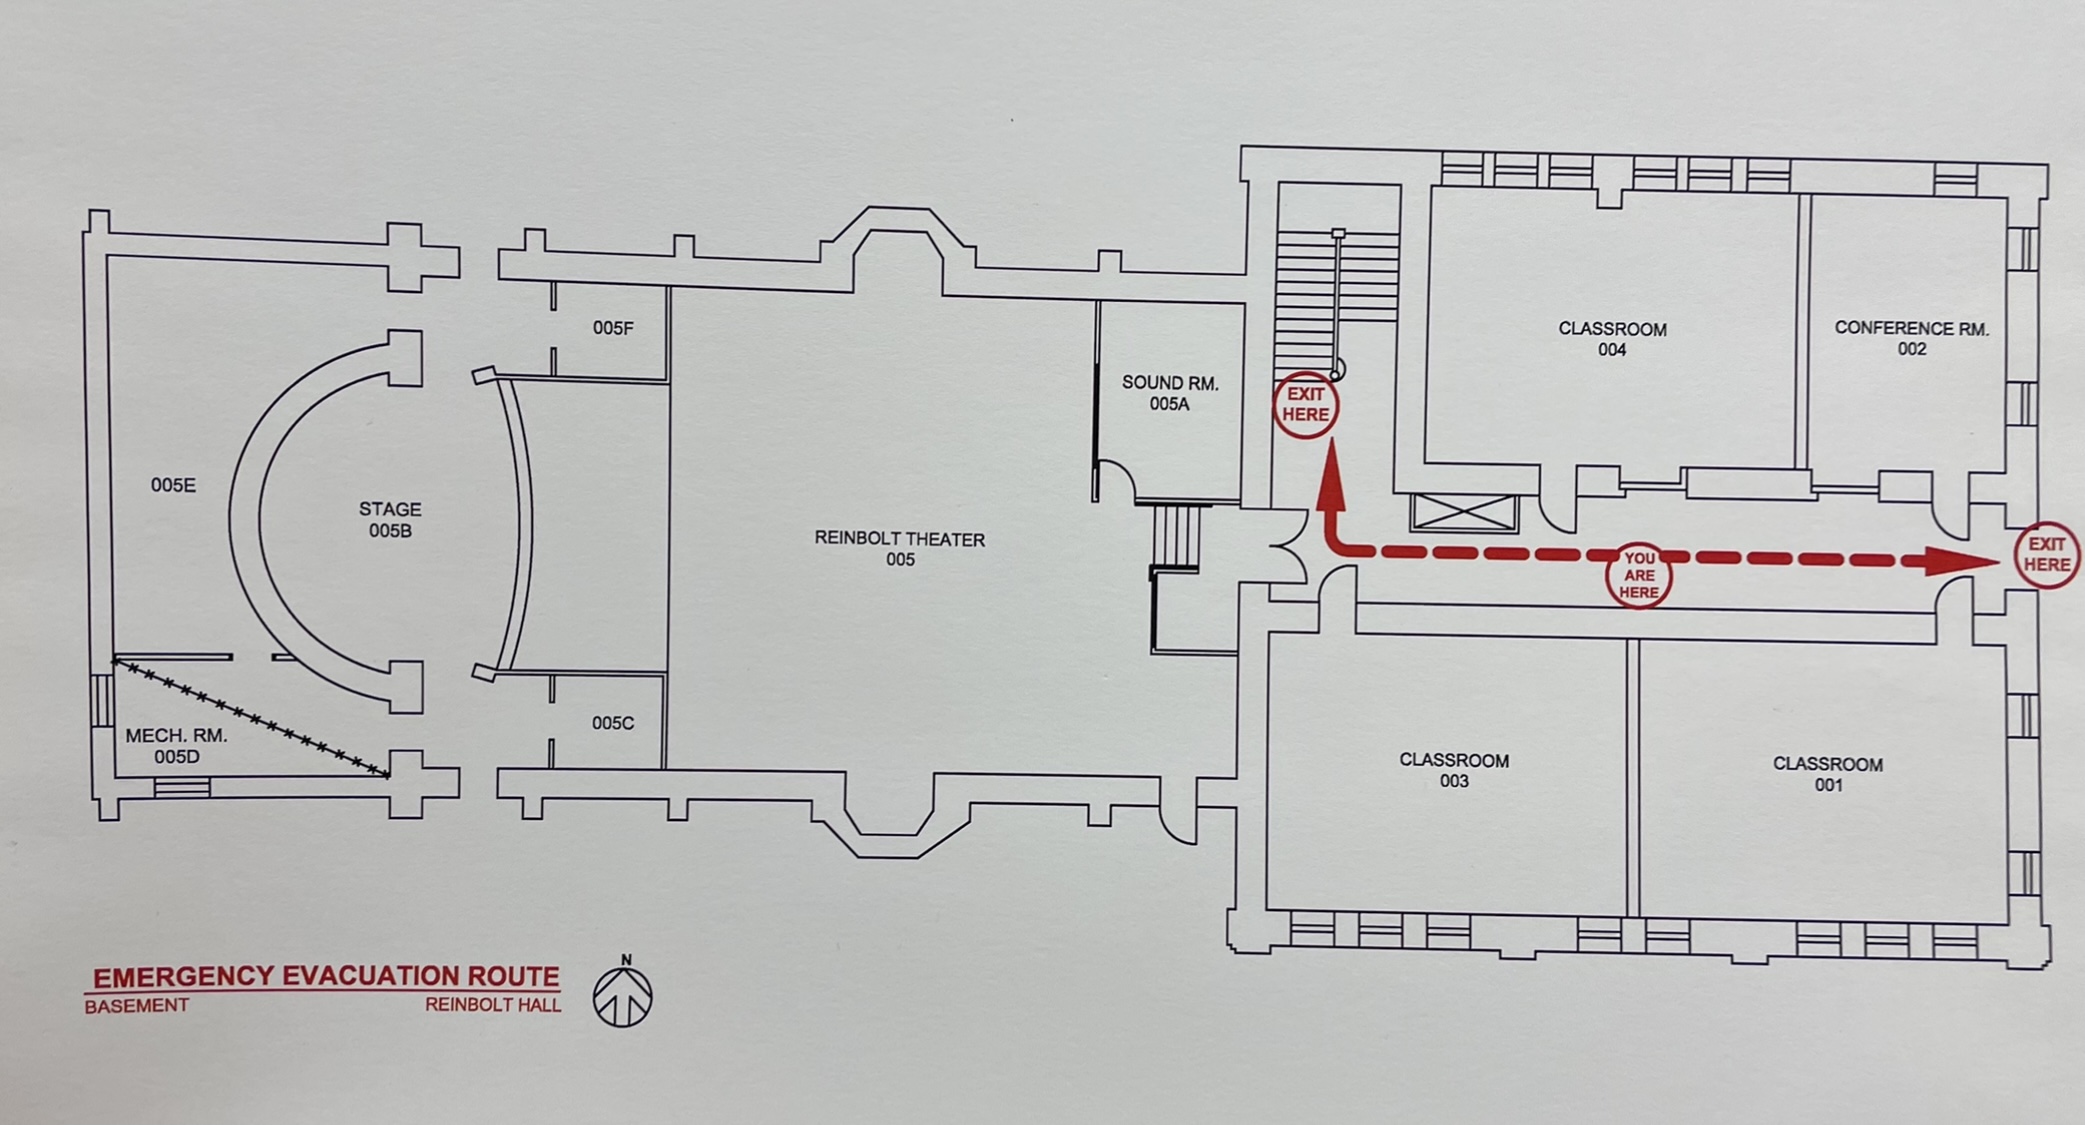 CLASSROOM
004
CONFERENCE RM.
002
005F
SOUND RM.
005A
EXIT
HERE
005E
STAGE
005B
REINBOLT THEATER
005
YOU
ARE
HERE
EXIT
HERE
MECH. RM.
005D
005C
CLASSROOM
003
CLASSROOM
001
EMERGENCY EVACUATION ROUTE
BASEMENT REINBOLT HALL
N